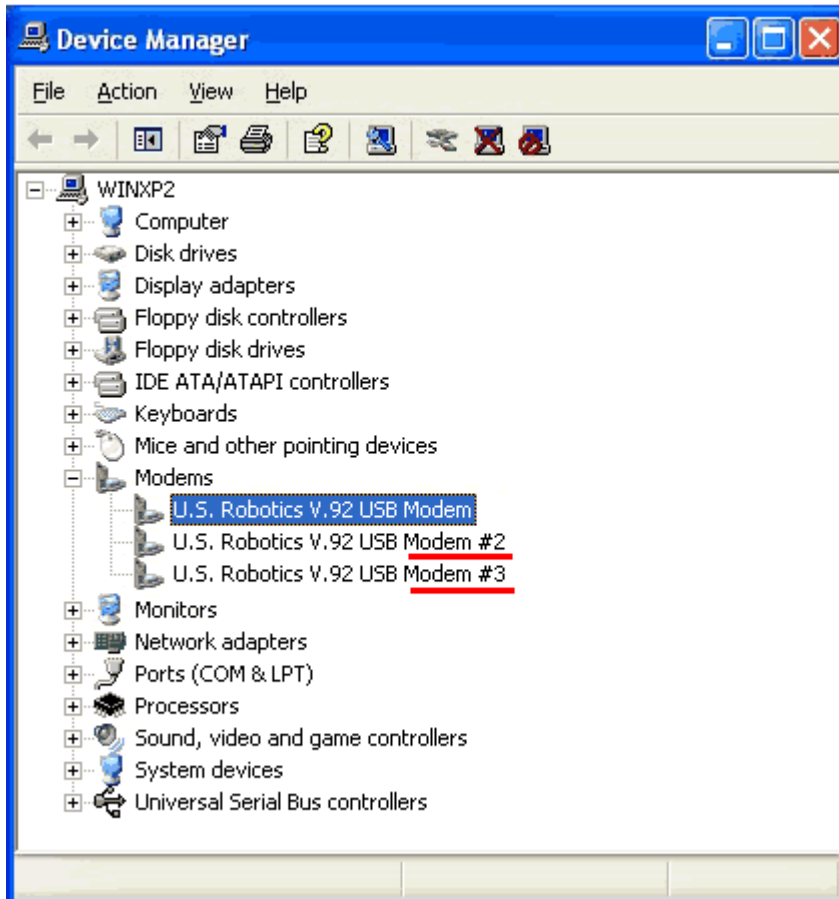 Device Manager
File Action View Help
WINXP2
Computer
Disk drives
Display adapters
Floppy disk controllers
Floppy disk drives
IDE ATA/ATAPI controllers
Keyboards
Mice and other pointing devices
Modems
U.S. Robotics V.92 USB Modem
U.S. Robotics V.92 USB Modem #2
U.S. Robotics V.92 USB Modem #3
Monitors
Network adapters
Ports (COM & LPT)
Processors
Sound, video and game controllers
System devices
Universal Serial Bus controllers